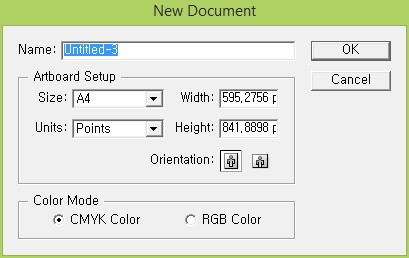 New Document
Name: Untitled-3
OK
Cancel
Artboard Setup
Size: A4 Width: 595,2756 p
Units: Points Height: 841,8898 p
Orientation:
Color Mode
CMYK Color RGB Color